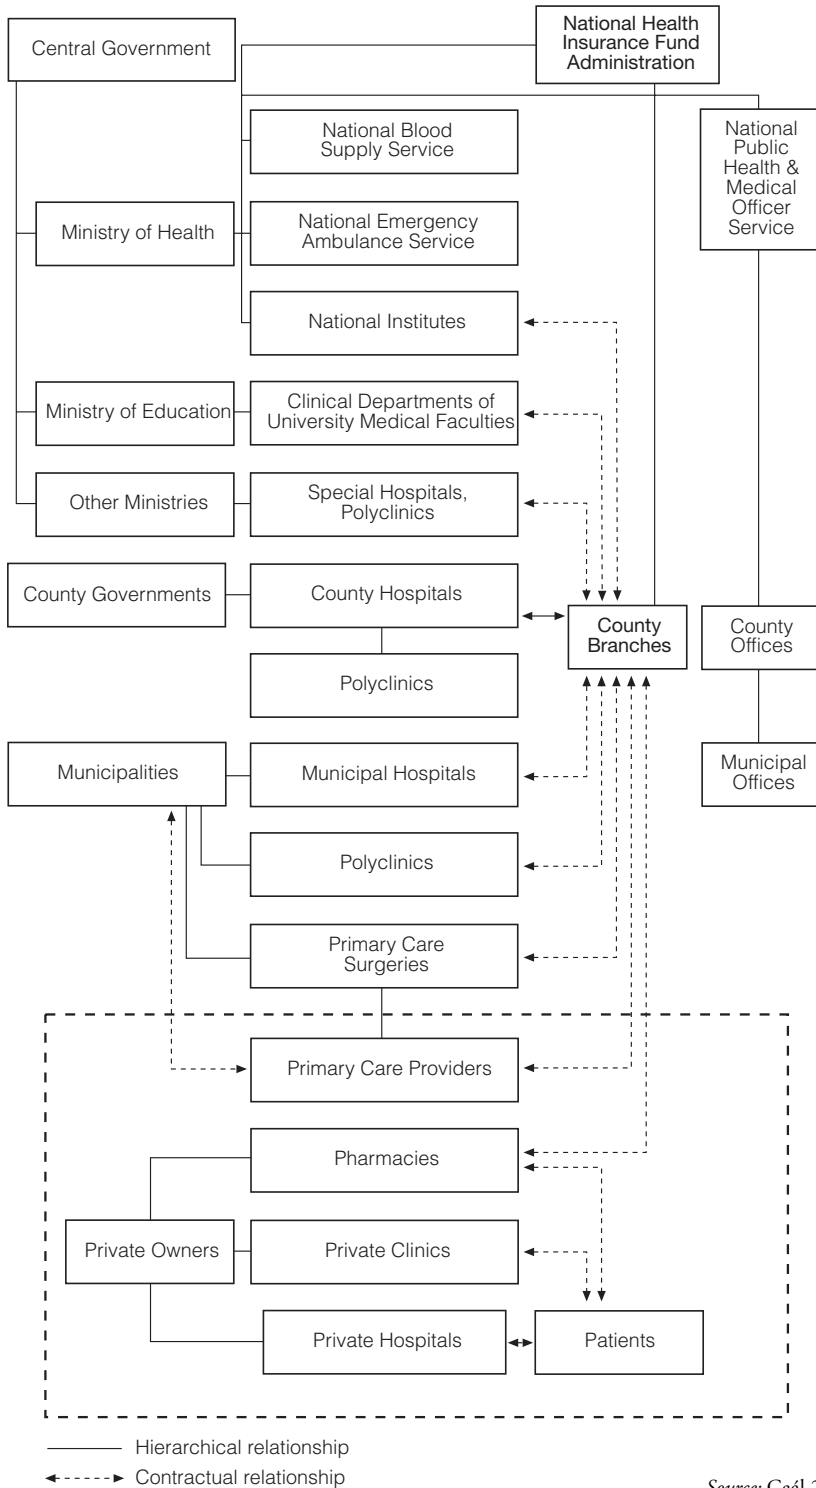 Central Government
National Health
Insurance Fund
Administration
National Blood
Supply Service
National
Public
Health &
Medical
Officer
Service
Ministry of Health
National Emergency
Ambulance Service
National Institutes
Ministry of Education
Clinical Departments of
University Medical Faculties
Other Ministries
Special Hospitals,
Polyclinics
County Governments
County Hospitals
County
Branches
County
Offices
Polyclinics
Municipalities
Municipal Hospitals
Municipal
Offices
Polyclinics
Primary Care
Surgeries
Primary Care Providers
Pharmacies
Private Owners
Private Clinics
Private Hospitals
Patients
Hierarchical relationship
Contractual relationship
Source: